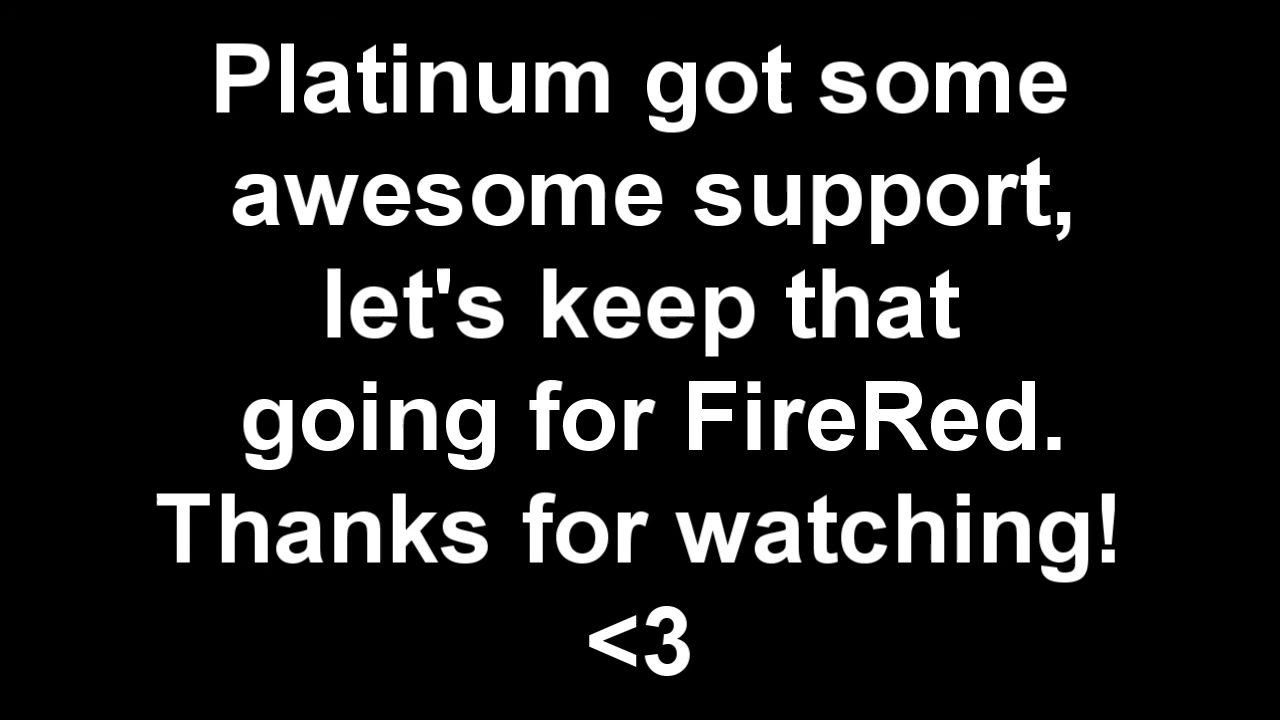 Platinum got some
awesome support,
let's keep that
going for FireRed.
Thanks for watching!
<3